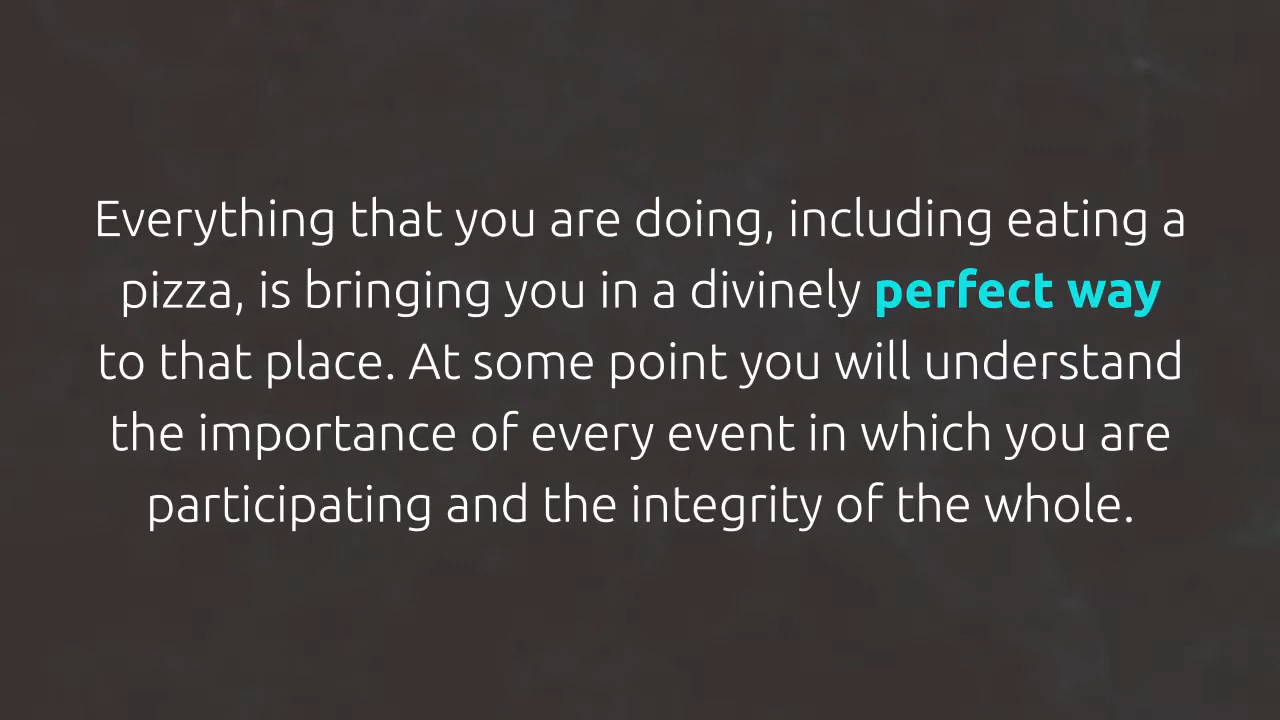 Everything that you are doing, including eating a
pizza, is bringing you in a divinely perfect way
to that place. At some point you will understand
the importance of every event in which you are
participating and the integrity of the whole.